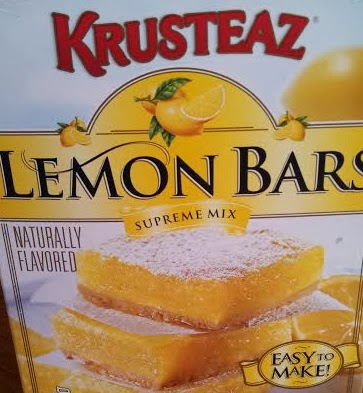 KRUSTEAZ
LEMON BARS
SUPREME MIX
NATURALLY
FLAVORED
EASY TO
MAKE!